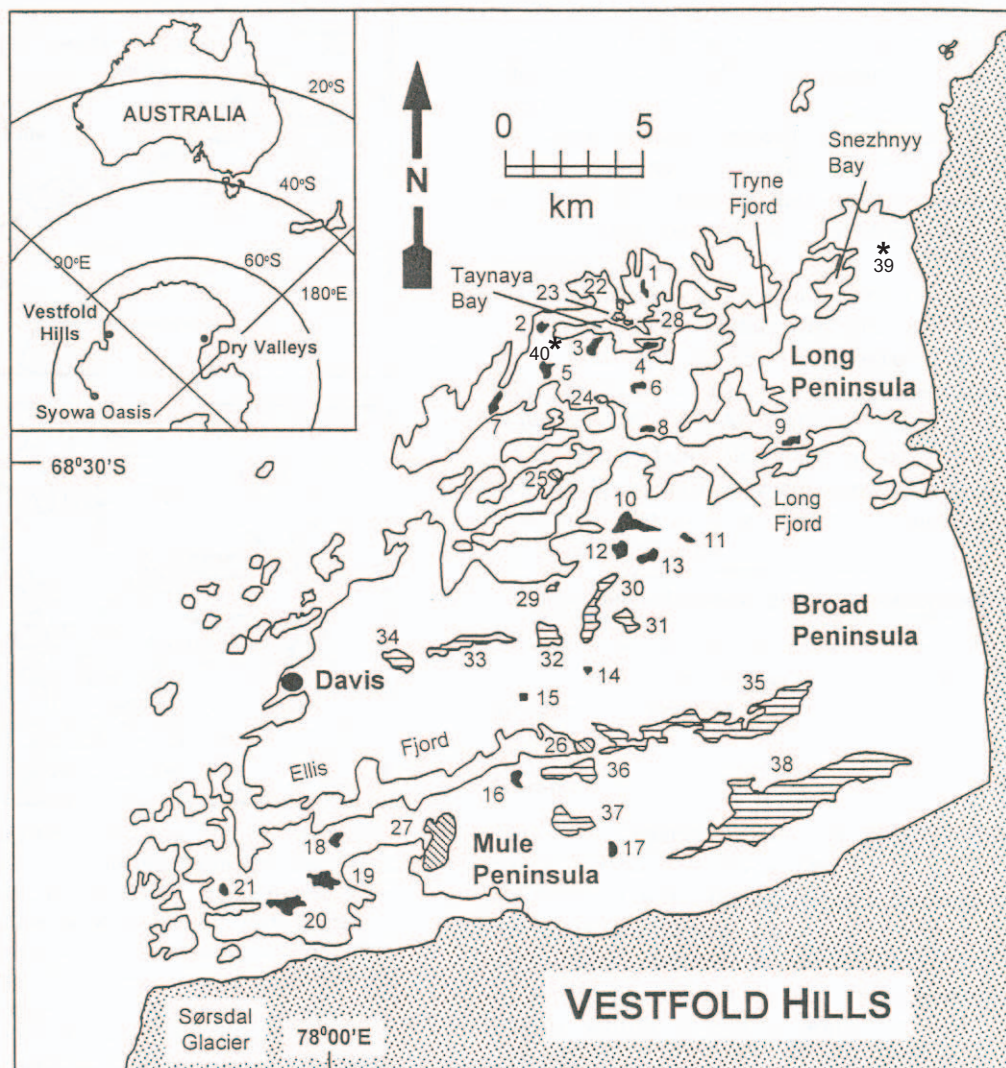 20°S
AUSTRALIA
40°S
90°E
60°S
180°E
Vestfold
Hills
Dry Valleys
Syowa Oasis
N
0 5
km
Snezhnyy
Bay
Tryne
Fjord
*
39
Taynaya
Bay
1
22
23
28
2
*
40
3
4
5
6
Long
Peninsula
7
24
8
9
68°30'S
25
Long
Fjord
10
11
12
13
29
30
31
Broad
Peninsula
34
33
32
14
Davis
15
35
Ellis Fjord
26
36
38
16
37
27
18
17
Mule
Peninsula
21
19
20
VESTFOLD HILLS
Sørsdal
Glacier
78°00'E